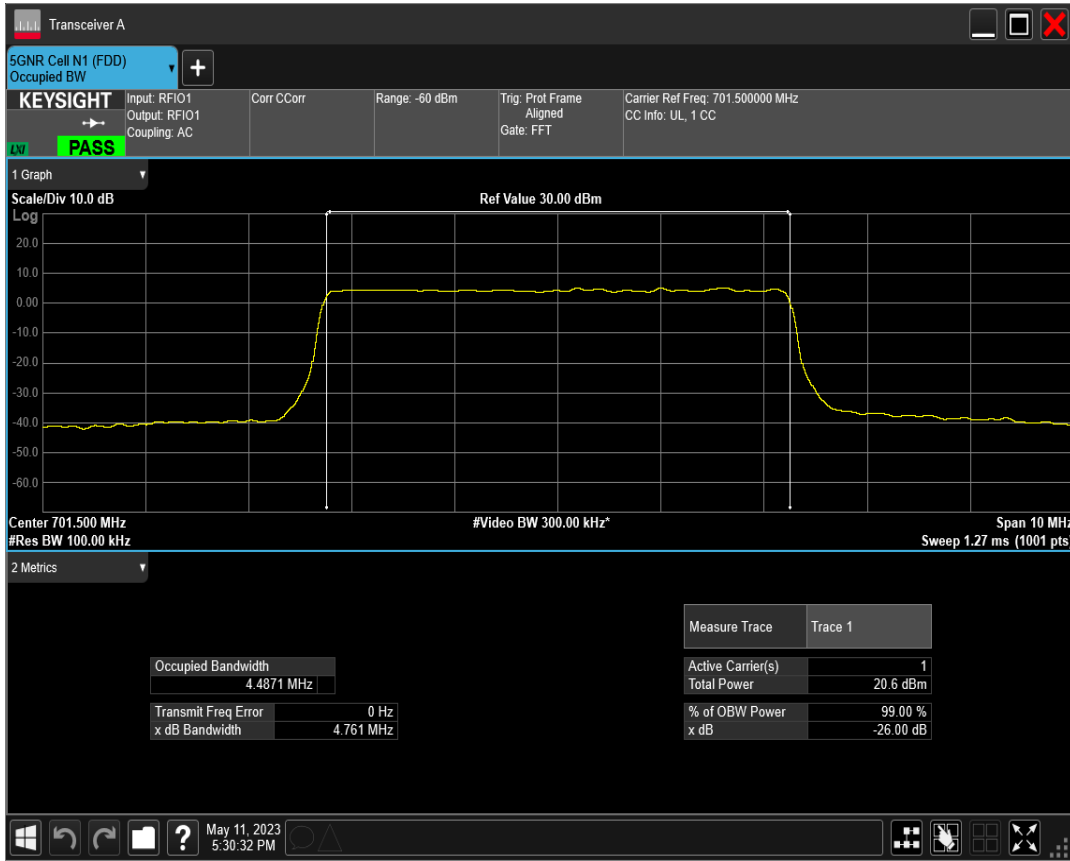 Transceiver A
5GNR Cell N1 (FDD)
Occupied BW
+
KEYSIGHT
LXI
PASS
Input: RFIO1
Output: RFIO1
Coupling: AC
Corr CCorr
Range: -60 dBm
Trig: Prot Frame
Aligned
Gate: FFT
Carrier Ref Freq: 701.500000 MHz
CC Info: UL, 1 CC
1 Graph
Scale/Div 10.0 dB
Ref Value 30.00 dBm
Log
20.0
10.0
0.00
-10.0
-20.0
-30.0
-40.0
-50.0
-60.0
Center 701.500 MHz
#Video BW 300.00 kHz*
Span 10 MHz
#Res BW 100.00 kHz
Sweep 1.27 ms (1001 pts)
2 Metrics
Measure Trace Trace 1
Occupied Bandwidth
4.4871 MHz
Transmit Freq Error 0 Hz
x dB Bandwidth 4.761 MHz
Active Carrier(s) 1
Total Power 20.6 dBm
% of OBW Power 99.00 %
x dB -26.00 dB
?
May 11, 2023
5:30:32 PM